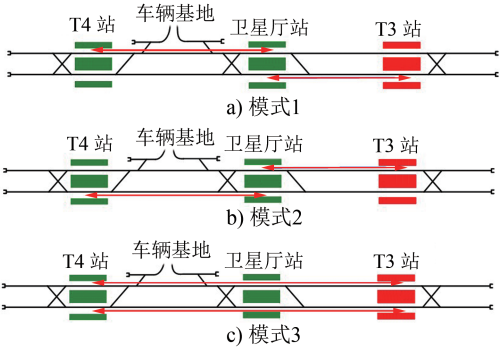 车辆基地
T4 站
卫星厅站
T3 站
a) 模式1
车辆基地
T4 站
卫星厅站
T3 站
b) 模式2
车辆基地
T4 站
卫星厅站
T3 站
c) 模式3